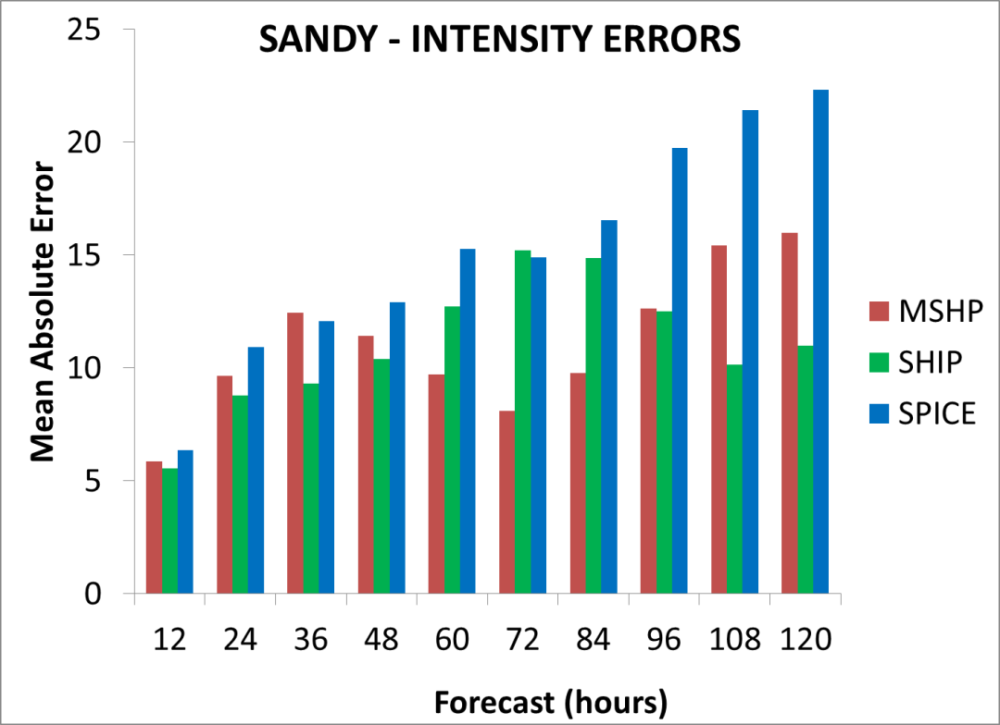 SANDY - INTENSITY ERRORS
25
20
15
10
5
0
Mean Absolute Error
12 24 36 48 60 72 84 96 108 120
Forecast (hours)
MSHP
SHIP
SPICE